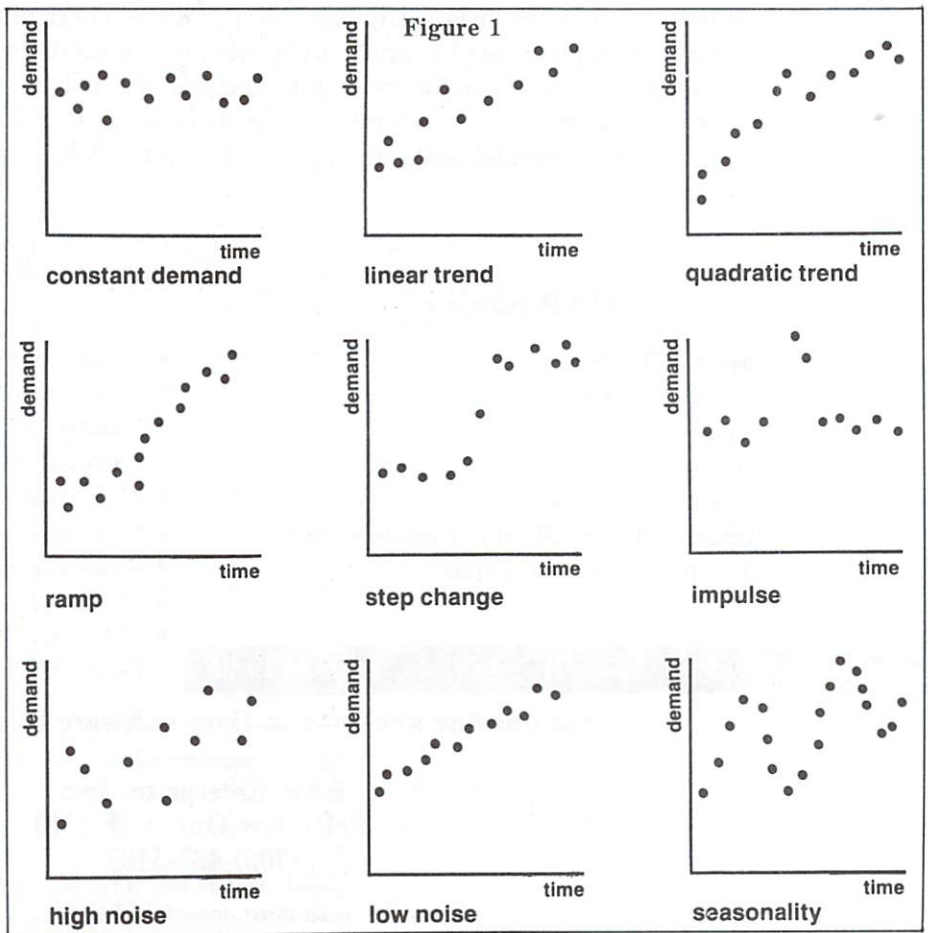 Figure 1
demand
demand
demand
time
time
time
constant demand
linear trend
quadratic trend
demand
demand
demand
time
time
time
ramp
step change
impulse
demand
demand
demand
time
time
time
high noise
low noise
seasonality